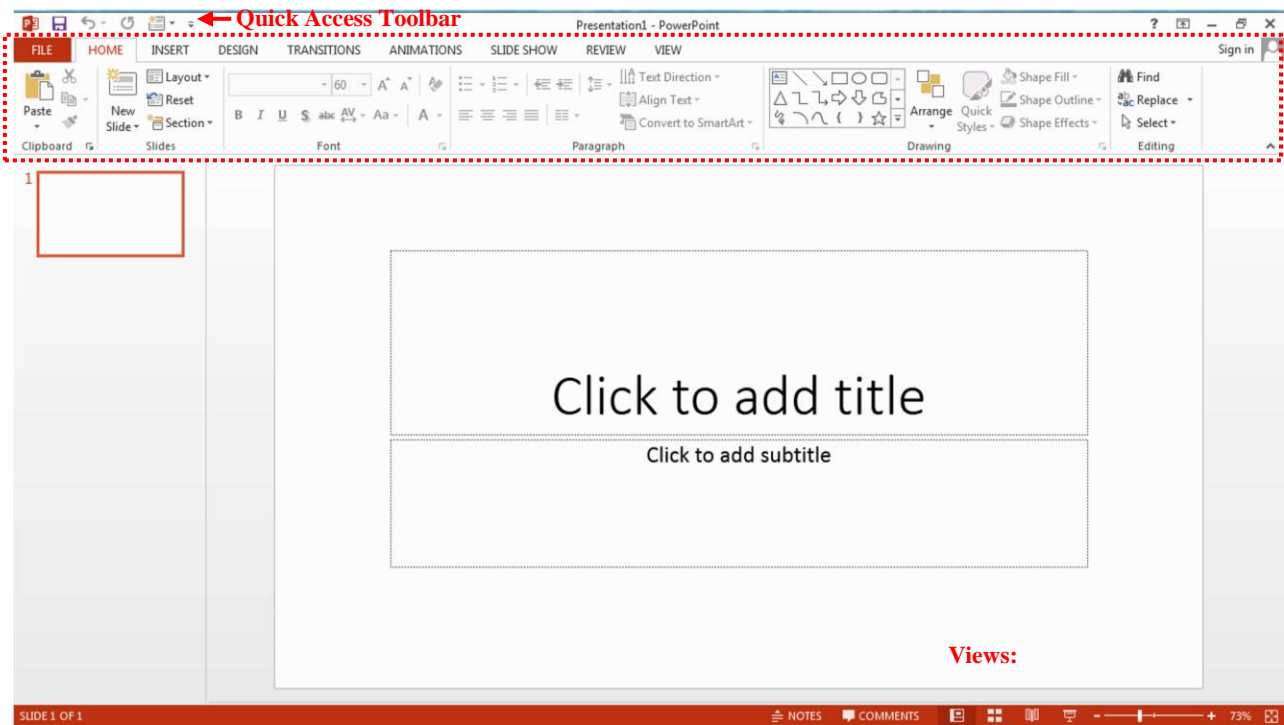 Quick Access Toolbar
Presentation1 - PowerPoint
FILE HOME INSERT DESIGN TRANSITIONS ANIMATIONS SLIDE SHOW REVIEW VIEW Sign in
Paste
New Slide
Layout
Reset
Section
60
B I U S abc AV Aa A
Text Direction
Align Text
Convert to SmartArt
Arrange
Quick Styles
Shape Fill
Shape Outline
Shape Effects
Find
Replace
Select
Clipboard Slides Font Paragraph Drawing Editing
1
Click to add title
Click to add subtitle
Views:
SLIDE 1 OF 1 NOTES COMMENTS 73%